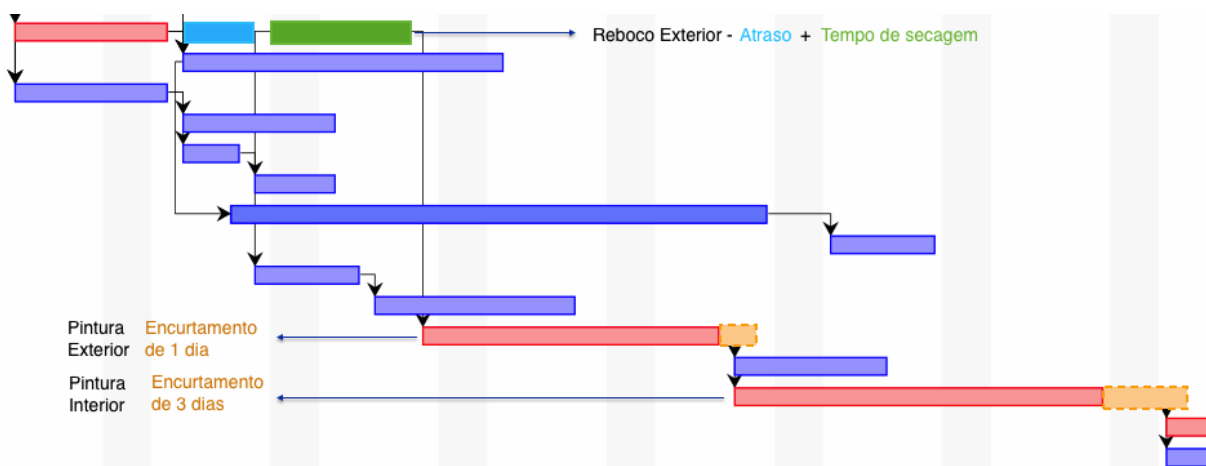 Reboco Exterior - Atraso + Tempo de secagem
Pintura Encurtamento
Exterior de 1 dia
Pintura Encurtamento
Interior de 3 dias